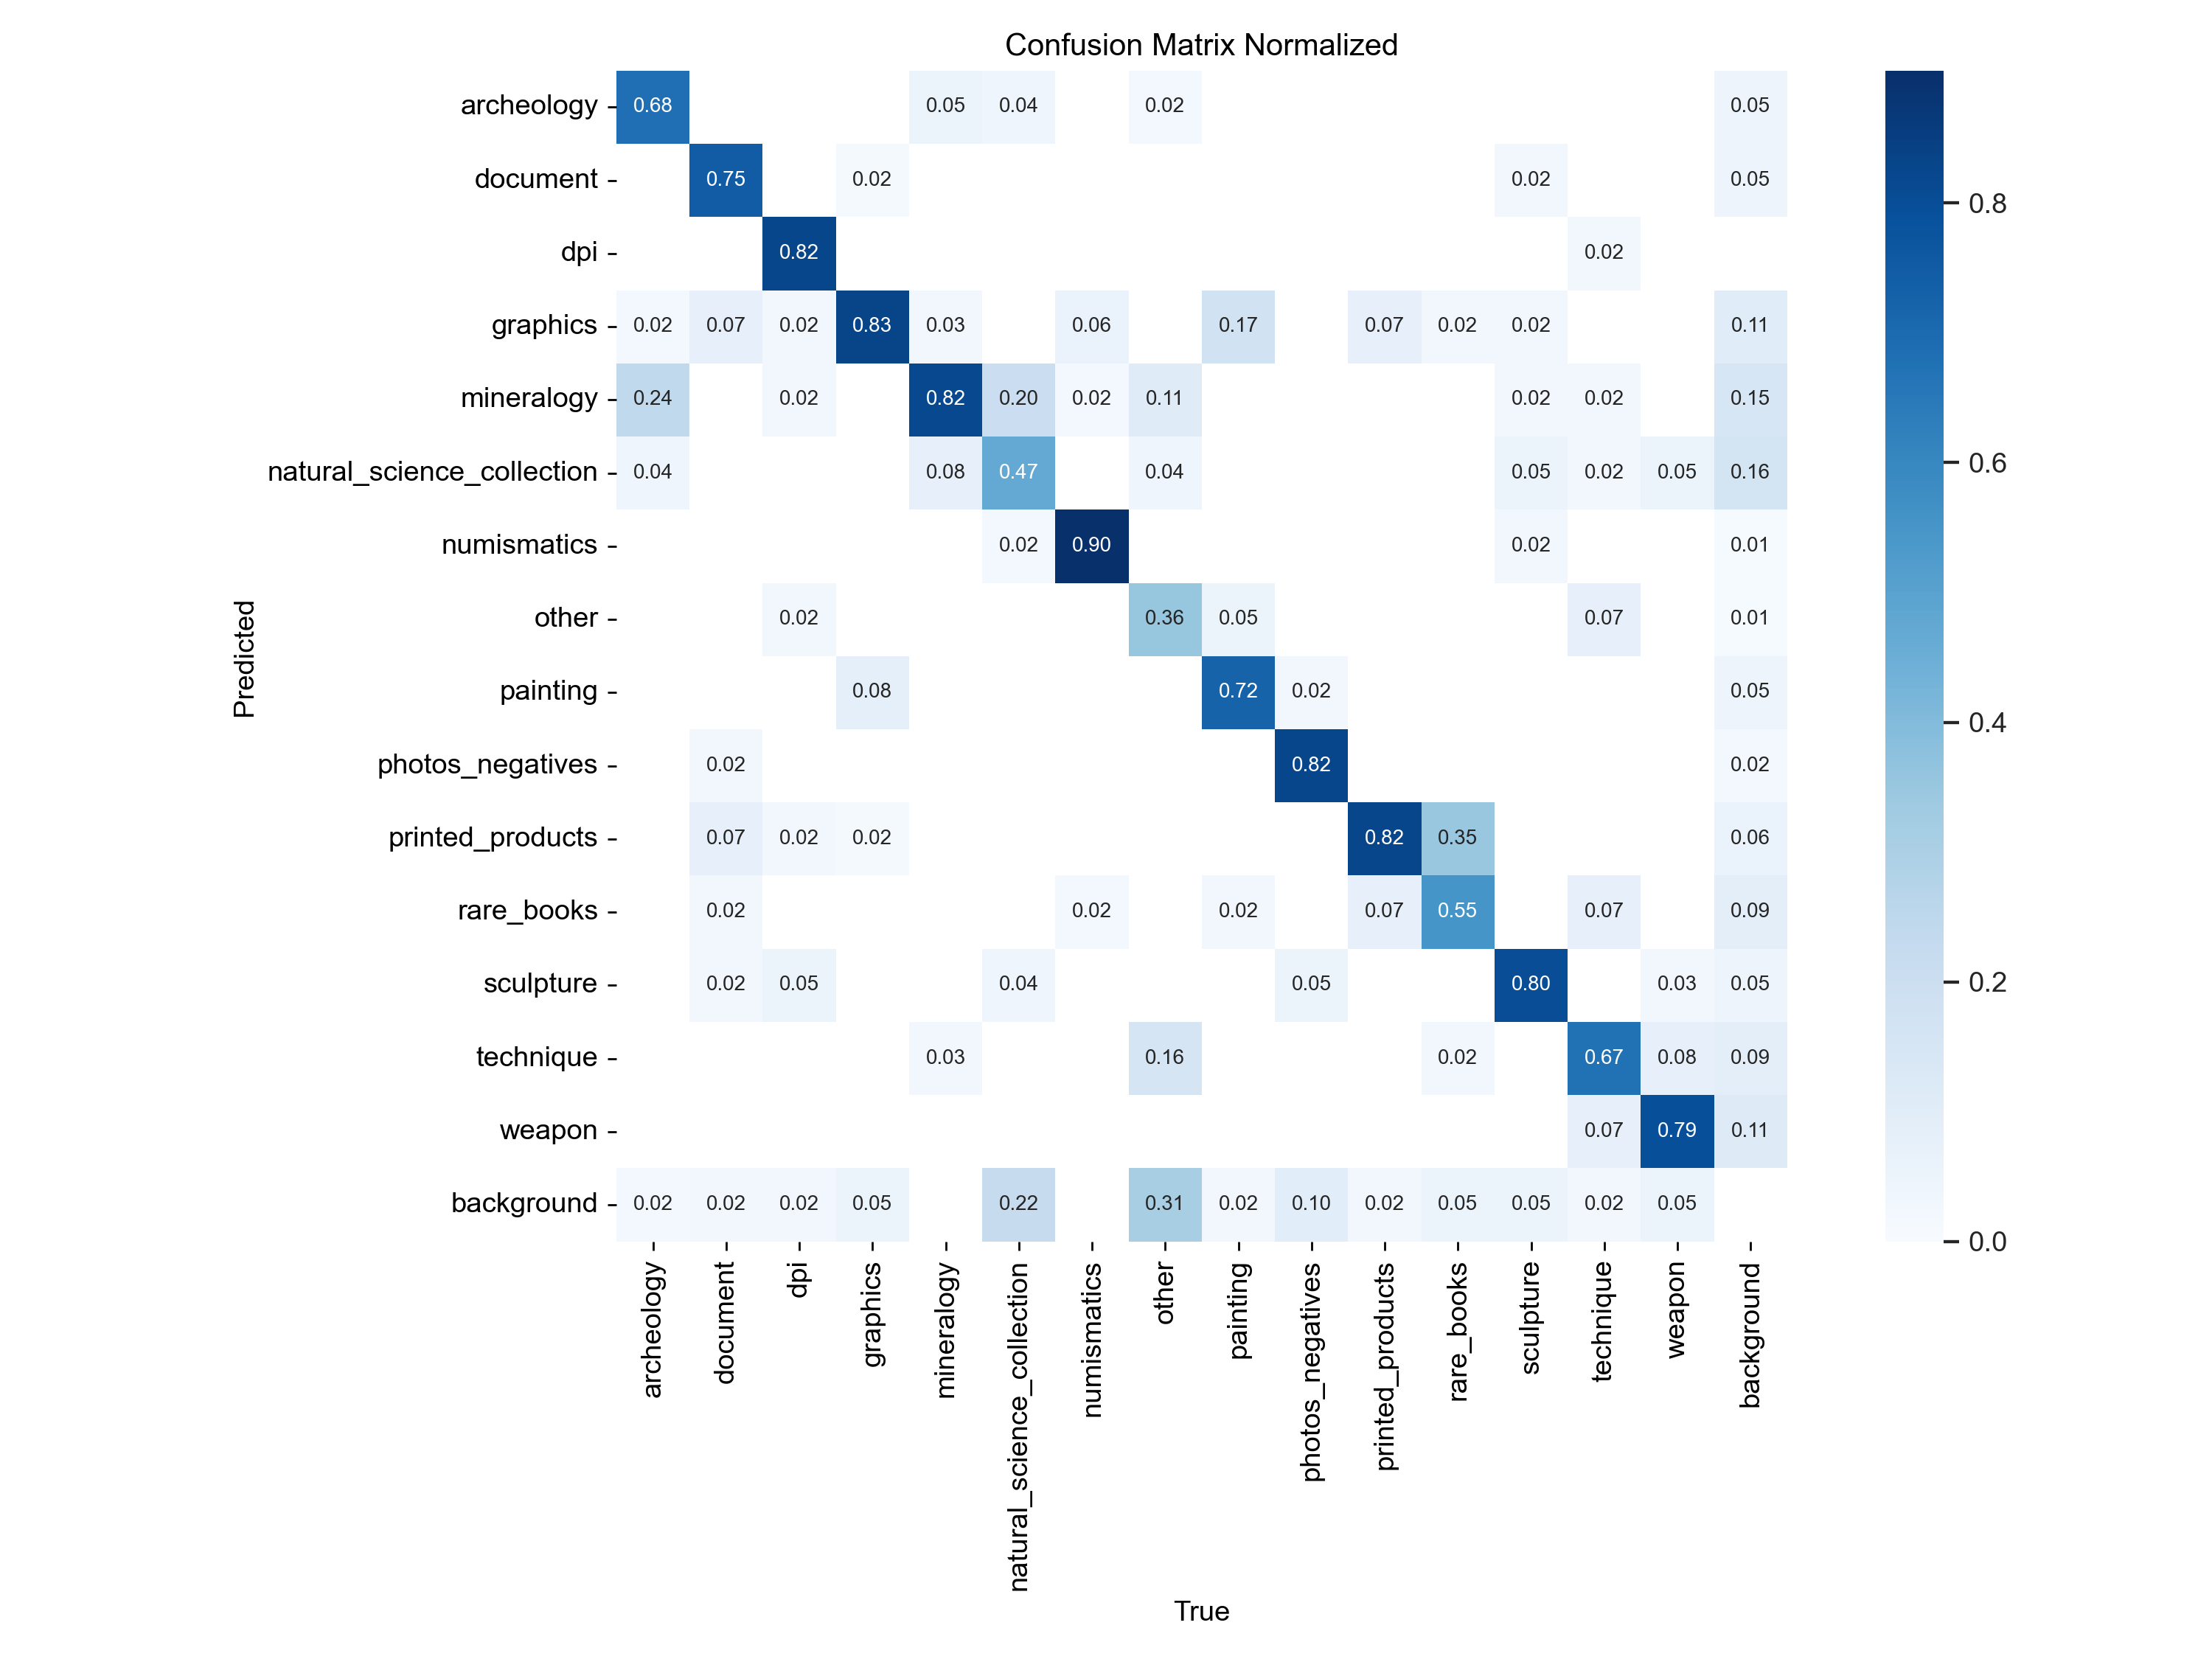 Confusion Matrix Normalized
archeology 0.68 0.05 0.04 0.02 0.05
document 0.75 0.02 0.02 0.05 0.8
dpi 0.82 0.02
graphics 0.02 0.07 0.02 0.83 0.03 0.06 0.17 0.07 0.02 0.02 0.11
mineralogy 0.24 0.02 0.82 0.20 0.02 0.11 0.02 0.02 0.15
natural_science_collection 0.04 0.08 0.47 0.04 0.05 0.02 0.05 0.16 0.6
numismatics 0.02 0.90 0.02 0.01
other 0.02 0.36 0.05 0.07 0.01
Predicted
painting 0.08 0.72 0.02 0.05 0.4
photos_negatives 0.02 0.82 0.02
printed_products 0.07 0.02 0.02 0.82 0.35 0.06
rare_books 0.02 0.02 0.02 0.07 0.55 0.07 0.09
sculpture 0.02 0.05 0.04 0.05 0.80 0.03 0.05 0.2
technique 0.03 0.16 0.02 0.67 0.08 0.09
weapon 0.07 0.79 0.11
background 0.02 0.02 0.02 0.05 0.22 0.31 0.02 0.10 0.02 0.05 0.05 0.02 0.05 0.0
archeology
document
dpi
graphics
mineralogy
natural_science_collection
numismatics
other
painting
photos_negatives
printed_products
rare_books
sculpture
technique
weapon
background
True